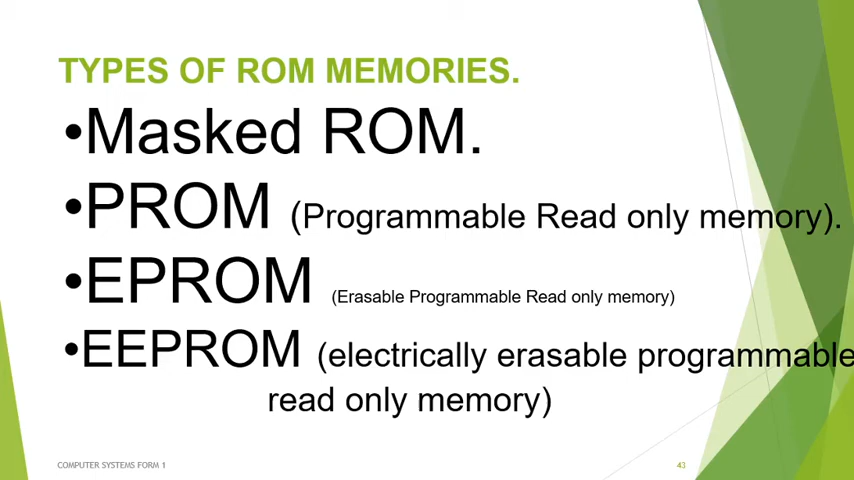 TYPES OF ROM MEMORIES.
•Masked ROM.
•PROM (Programmable Read only memory).
•EPROM (Erasable Programmable Read only memory)
•EEPROM (electrically erasable programmable
read only memory)
COMPUTER SYSTEMS FORM 1
43